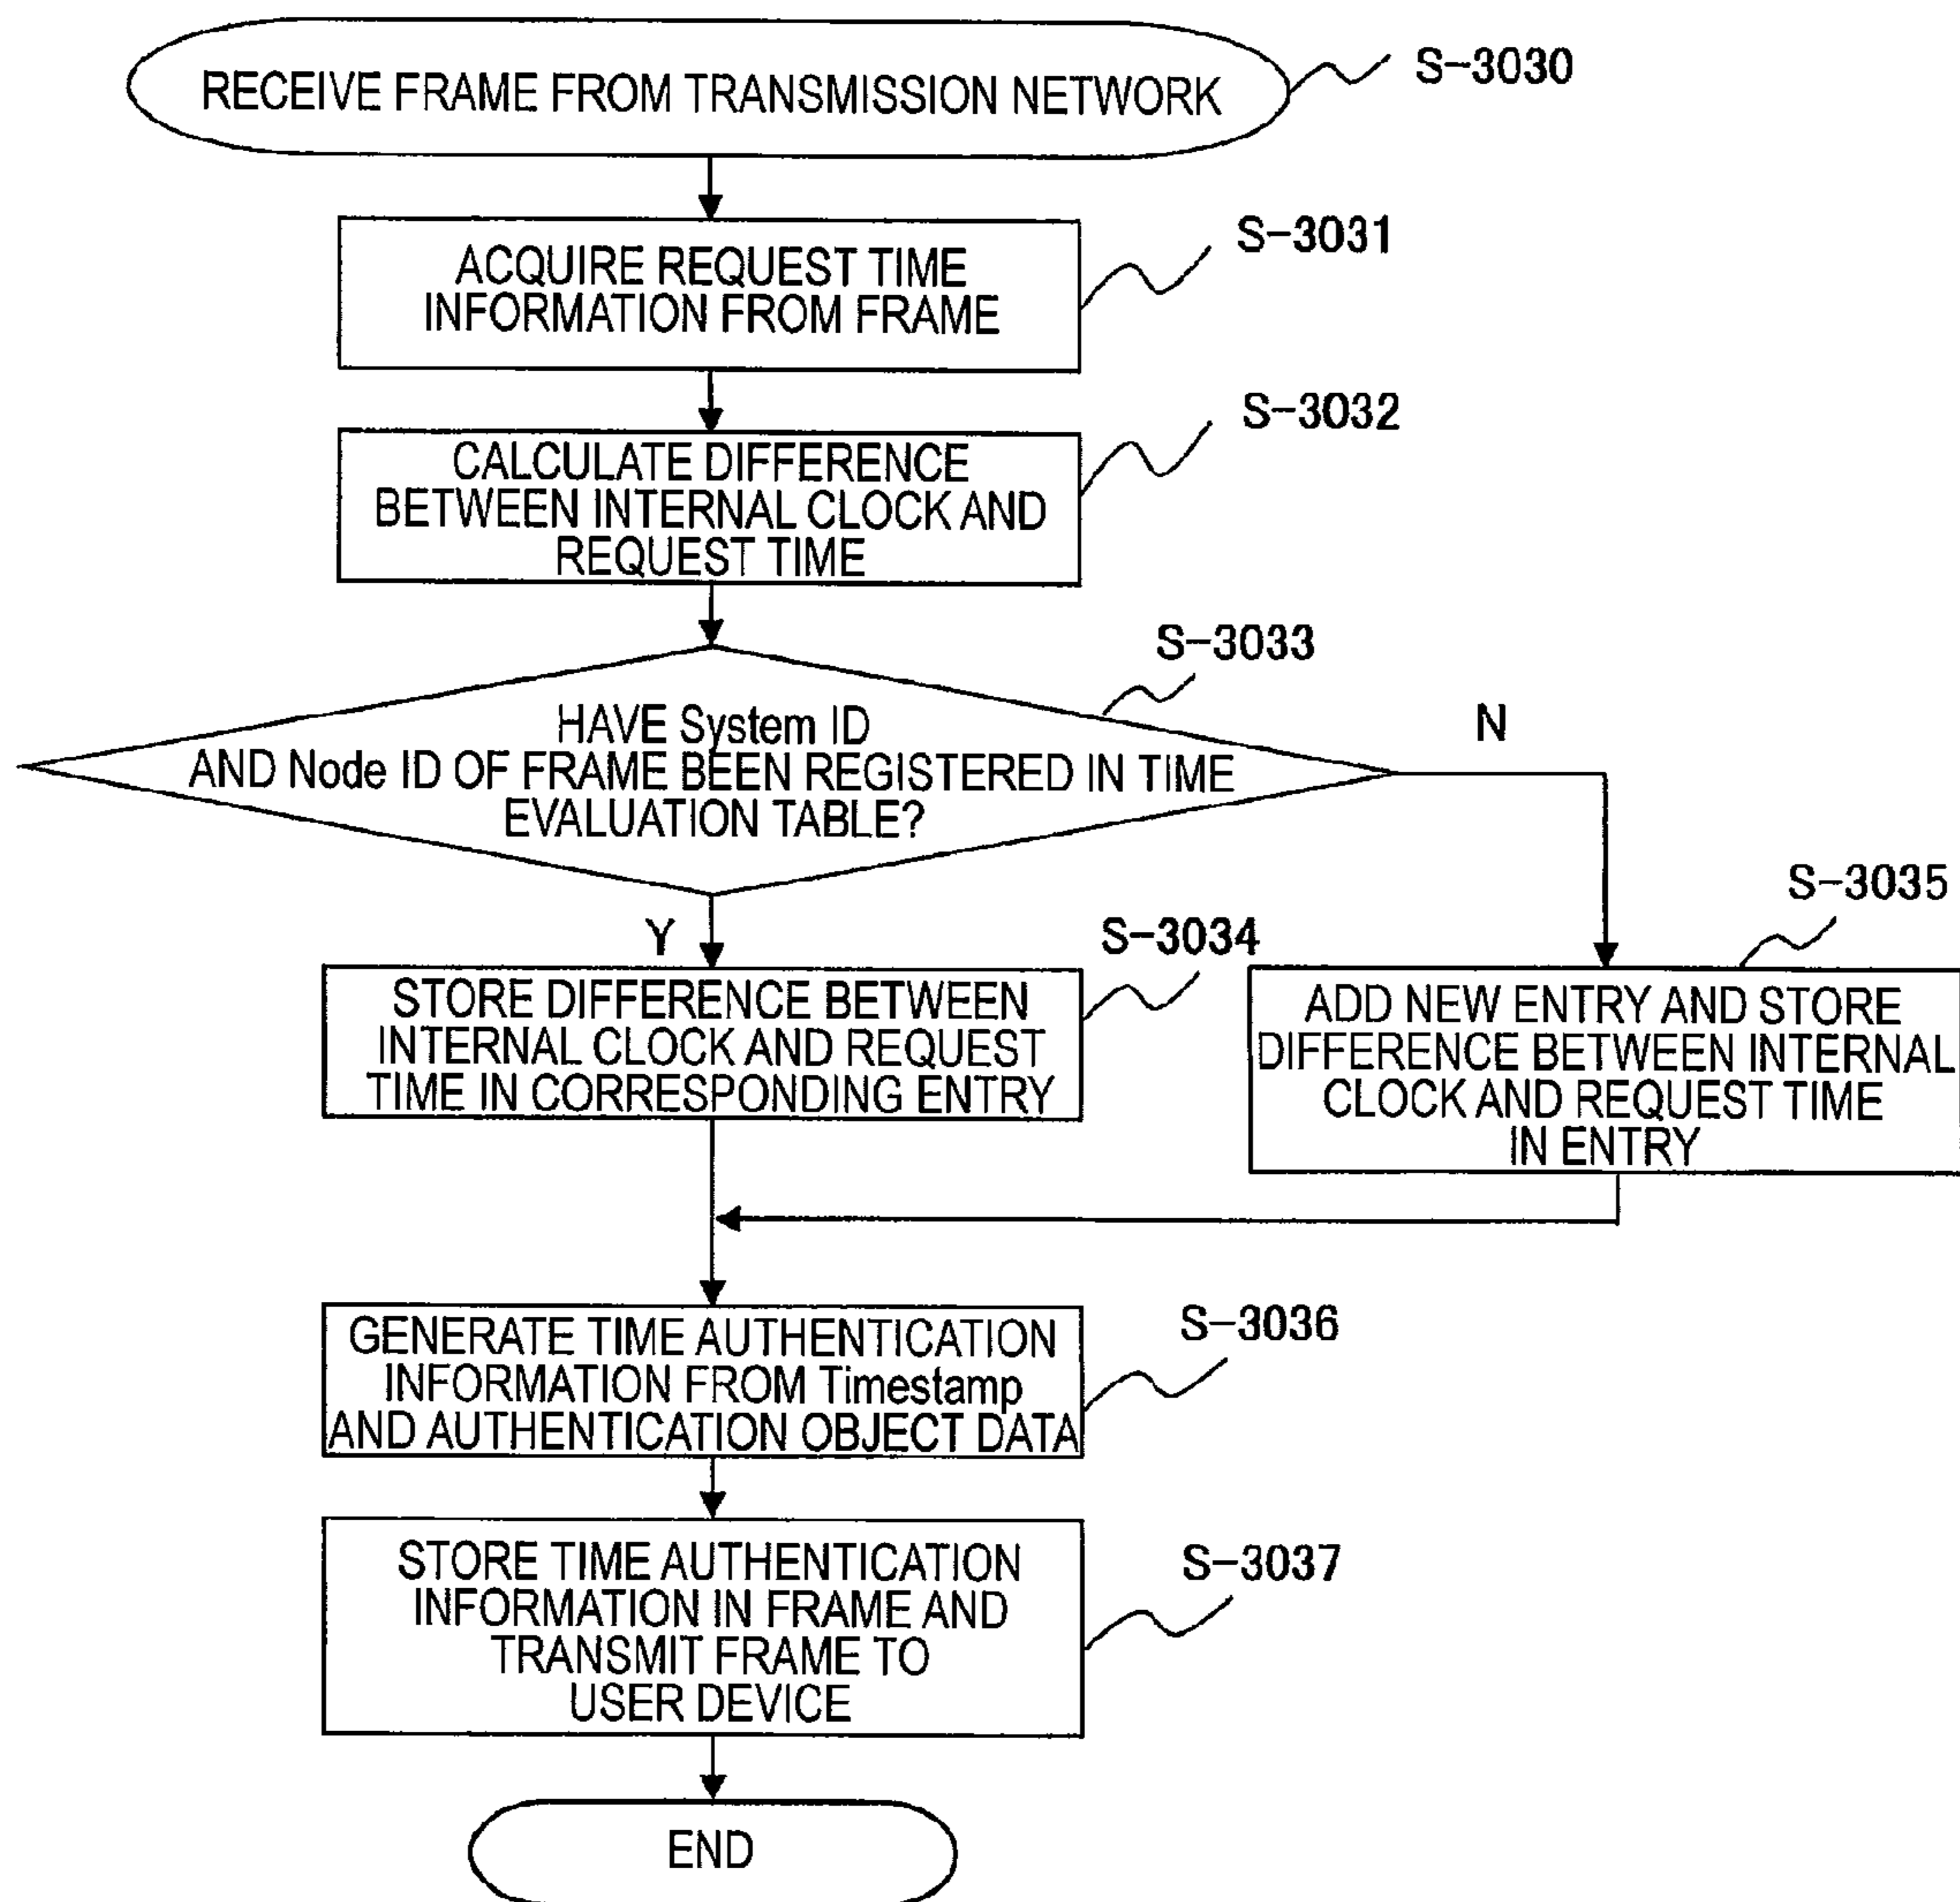 RECEIVE FRAME FROM TRANSMISSION NETWORK
S-3030
ACQUIRE REQUEST TIME
INFORMATION FROM FRAME
S-3031
CALCULATE DIFFERENCE
BETWEEN INTERNAL CLOCK AND
REQUEST TIME
S-3032
HAVE System ID
AND Node ID OF FRAME BEEN REGISTERED IN TIME
EVALUATION TABLE?
S-3033
N
Y
STORE DIFFERENCE BETWEEN
INTERNAL CLOCK AND REQUEST
TIME IN CORRESPONDING ENTRY
S-3034
ADD NEW ENTRY AND STORE
DIFFERENCE BETWEEN INTERNAL
CLOCK AND REQUEST TIME
IN ENTRY
S-3035
GENERATE TIME AUTHENTICATION
INFORMATION FROM Timestamp
AND AUTHENTICATION OBJECT DATA
S-3036
STORE TIME AUTHENTICATION
INFORMATION IN FRAME AND
TRANSMIT FRAME TO
USER DEVICE
S-3037
END